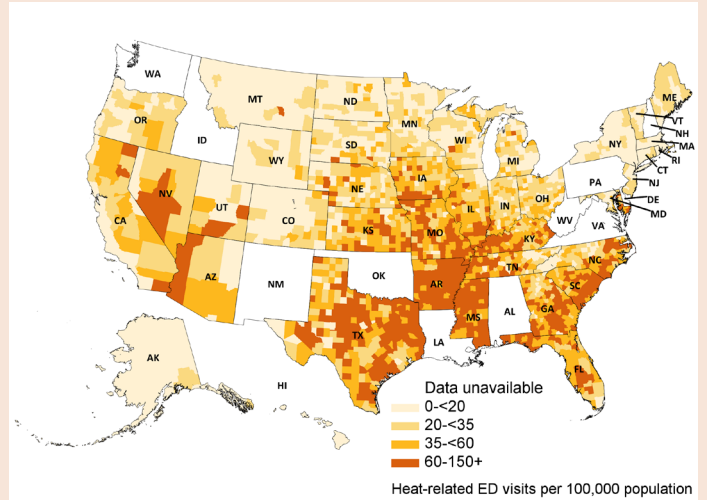 WA
MT
ND
MN
ME
VT
NH
MA
RI
CT
NJ
DE
MD
OR
ID
WY
SD
WI
MI
NY
PA
NV
UT
CO
NE
IA
IL
IN
OH
WV
VA
CA
AZ
NM
KS
MO
KY
TN
NC
SC
OK
AR
MS
AL
GA
TX
LA
FL
AK
HI
Data unavailable
0-<20
20-<35
35-<60
60-150+
Heat-related ED visits per 100,000 population